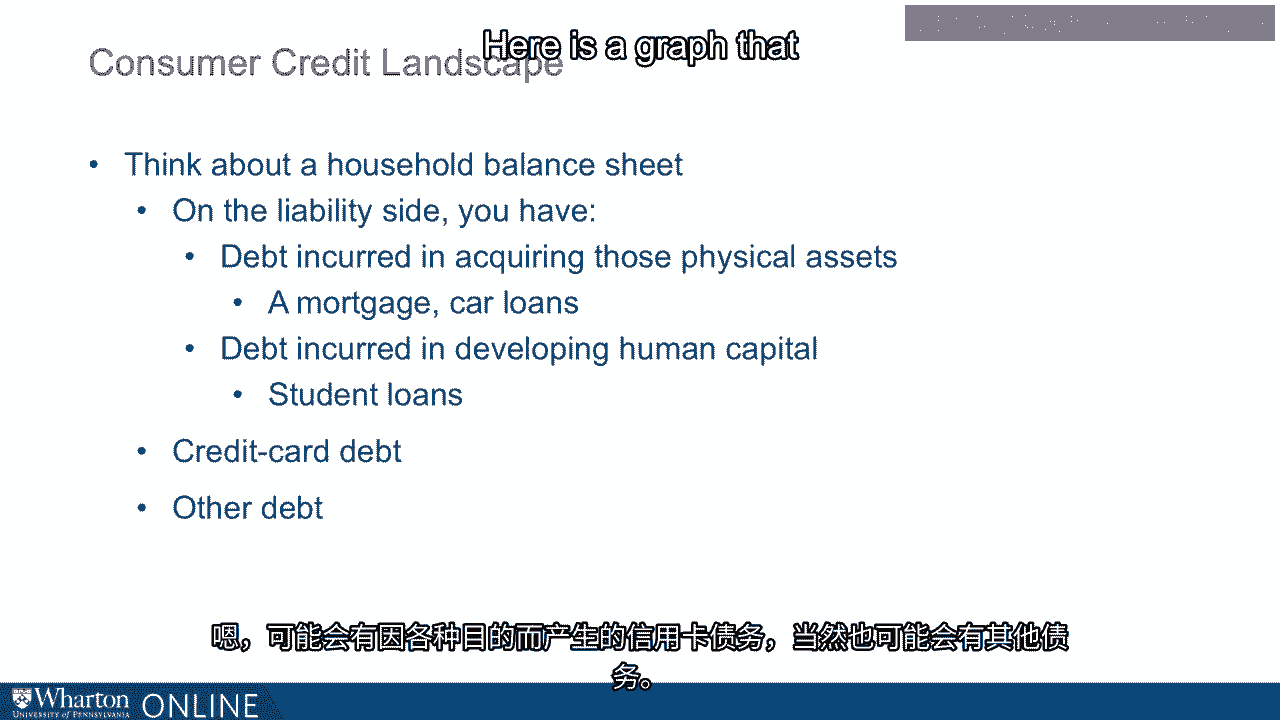 Here is a graph that
Consumer Credit Landscape
• Think about a household balance sheet
• On the liability side, you have:
• Debt incurred in acquiring those physical assets
• A mortgage, car loans
• Debt incurred in developing human capital
• Student loans
• Credit-card debt
• Other debt
嗯，可能会有因各种目的而产生的信用卡债务，当然也可能会有其他债
务。
Wharton
UNIVERSITY of PENNSYLVANIA
ONLINE